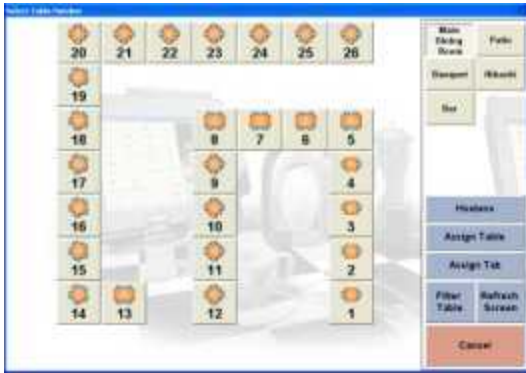 Select Table Number
20 21 22 23 24 25 26
Main
Dining
Room
Patio
Banquet
Hibachi
19
Bar
18 8 7 6 5
17 9 4
16 10 3
Hostess
Assign Table
15 11 2
Assign Tab
14 13 12 1
Filter
Table
Refresh
Screen
Cancel